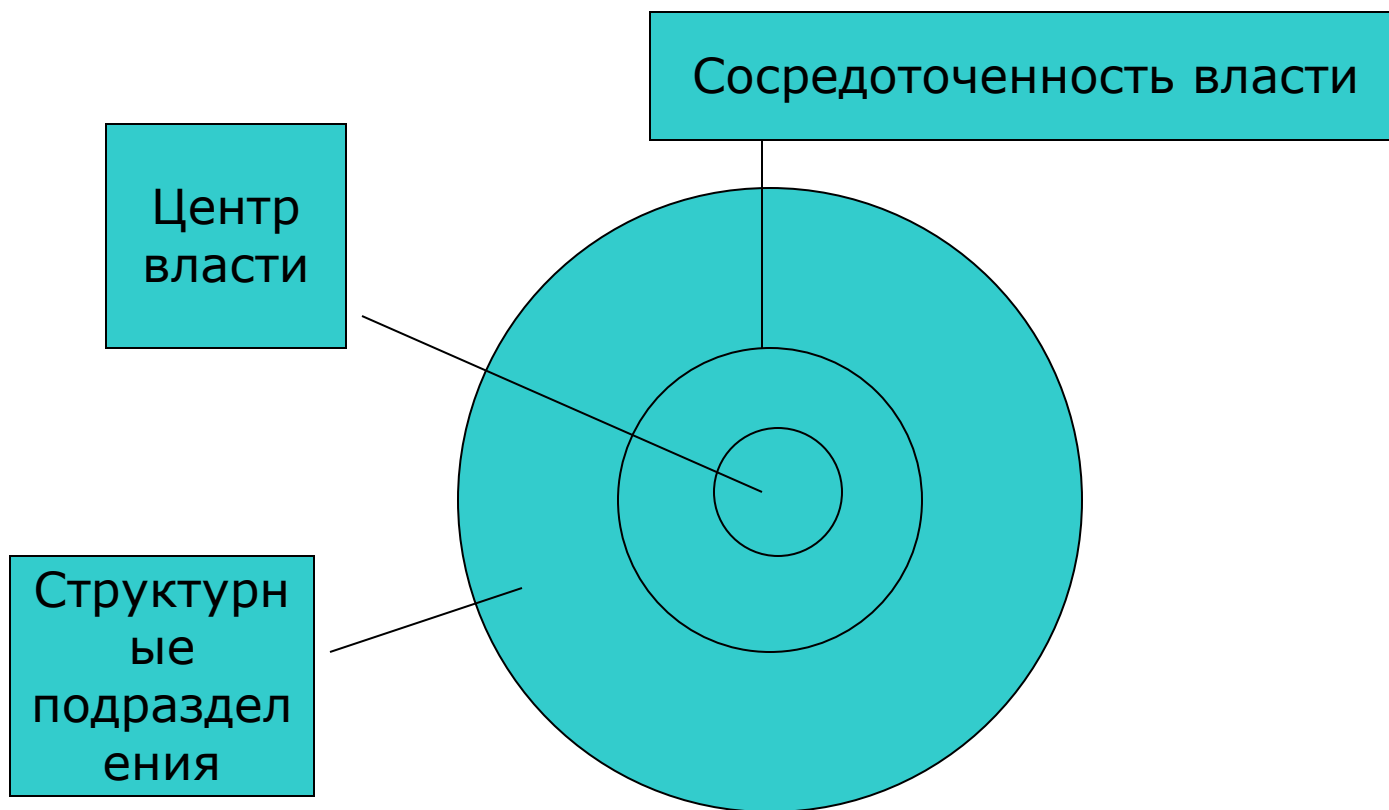 Сосредоточенность власти
Центр
власти
Структурн
ые
подраздел
ения